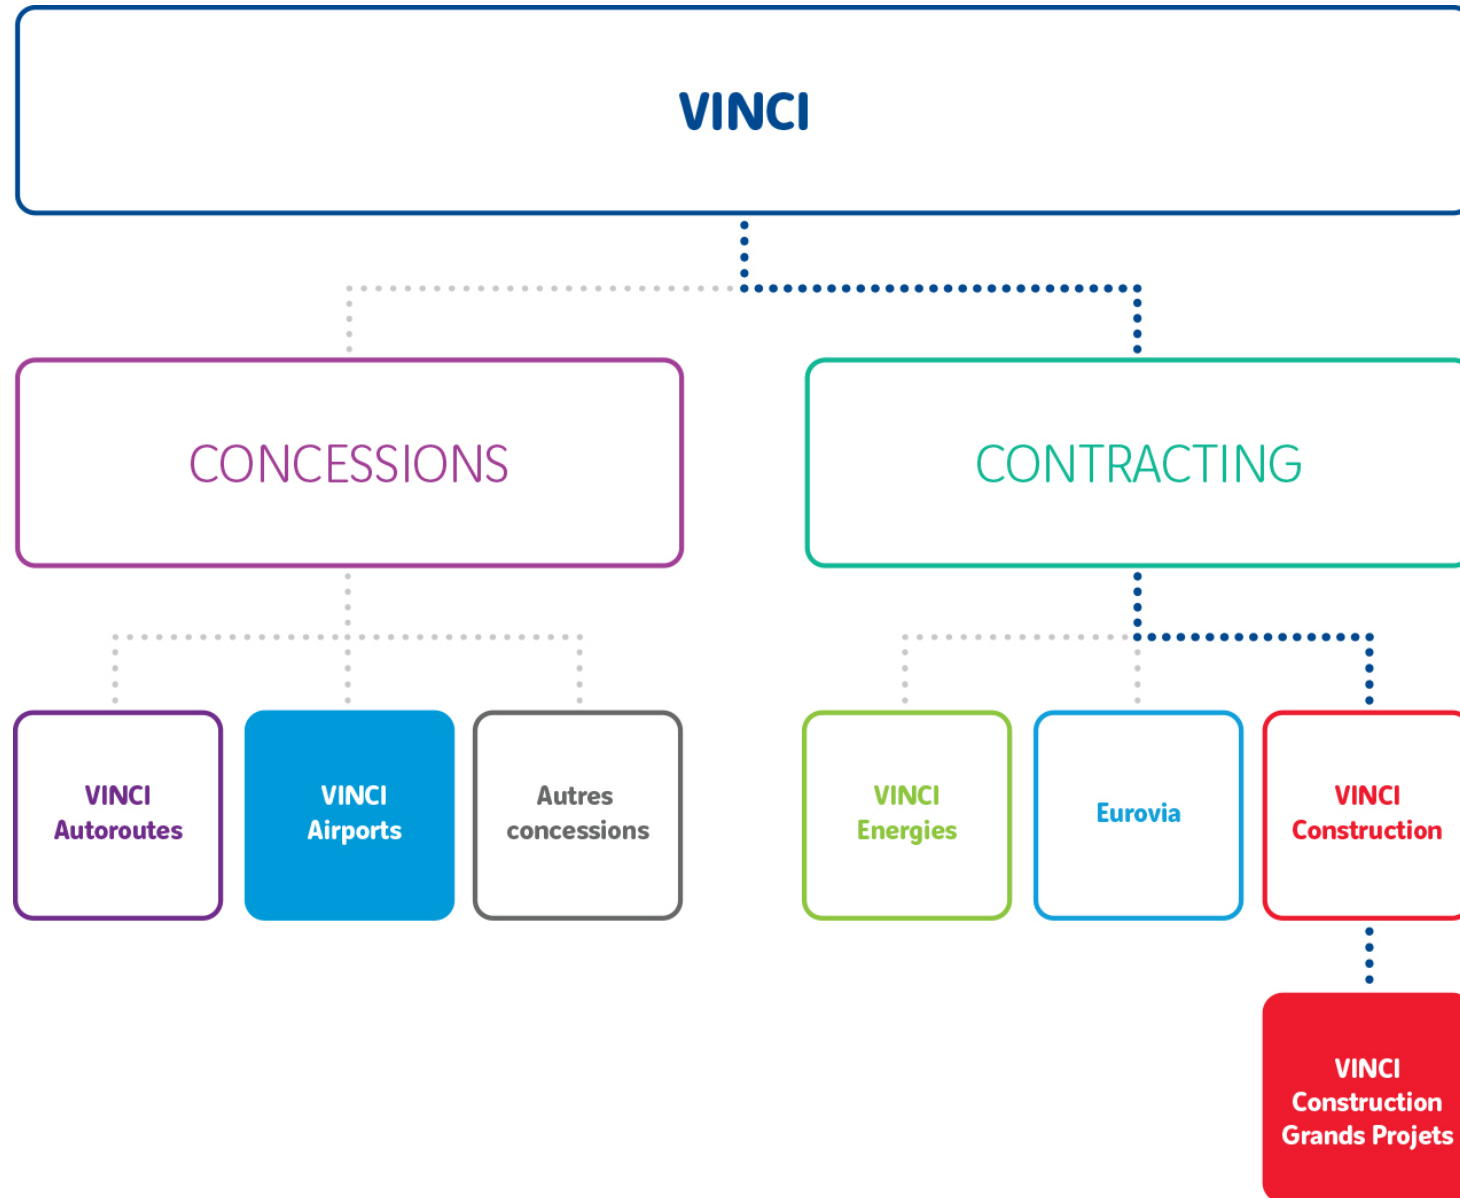 VINCI
CONCESSIONS
CONTRACTING
VINCI
Autoroutes
VINCI
Airports
Autres
concessions
VINCI
Energies
Eurovia
VINCI
Construction
VINCI
Construction
Grands Projets